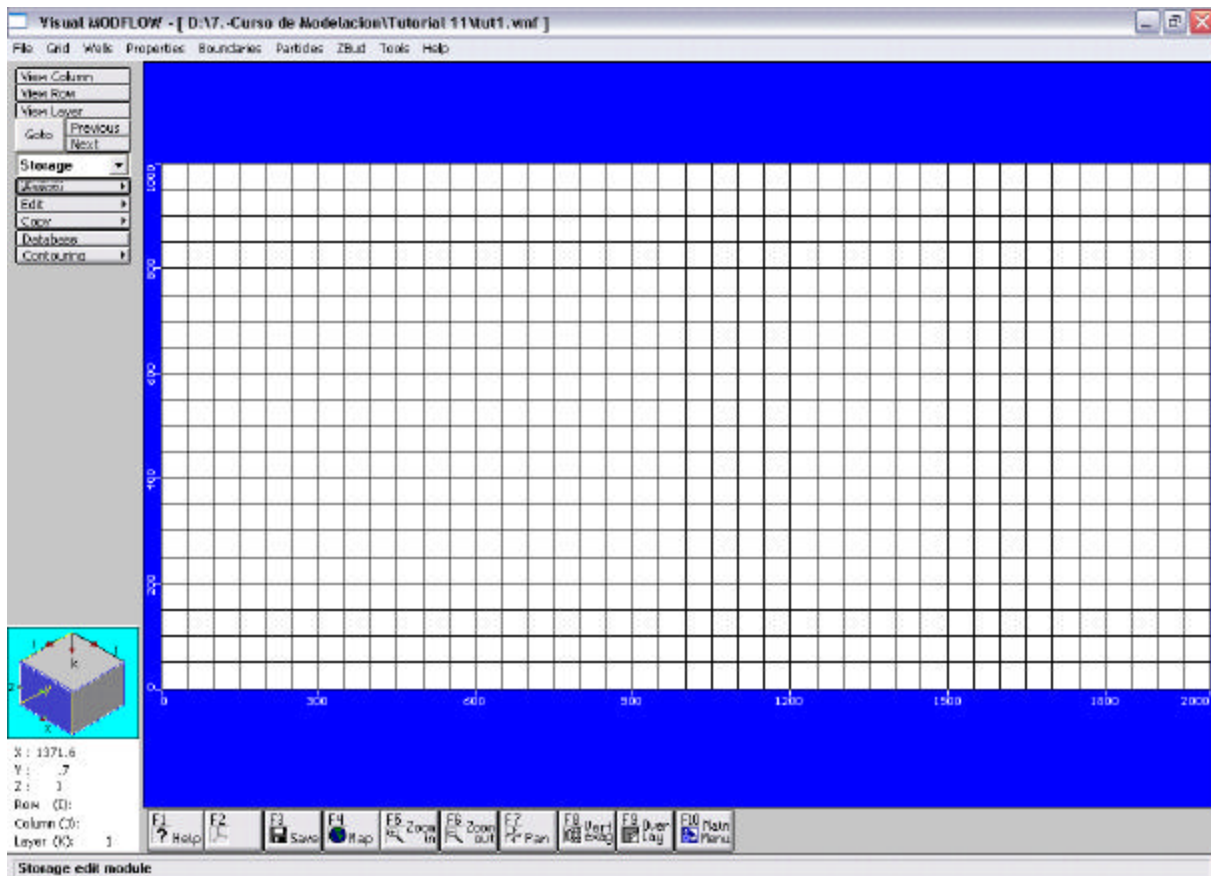 Visual MODFLOW - [ D:\7.-Curso de Modelacion\Tutorial 11\tut1.vmf ]
File Grid Wells Properties Boundaries Particles ZBud Tools Help
View Column
View Row
View Layer
Goto
Previous
Next
Storage
Assign
Edit
Copy
Database
Contouring
1000
800
600
400
200
0
0 300 600 900 1200 1500 1800 2000
k
X : 1371.6
Y : .7
Z :
Row (I):
Column (J):
Layer (K): 1
F1 Help
F2
F3 Save
F4 Map
F5 Zoom in
F6 Zoom out
F7 Pan
F8 Vert exag
F9 Over lay
F10 Main Menu
Storage edit module